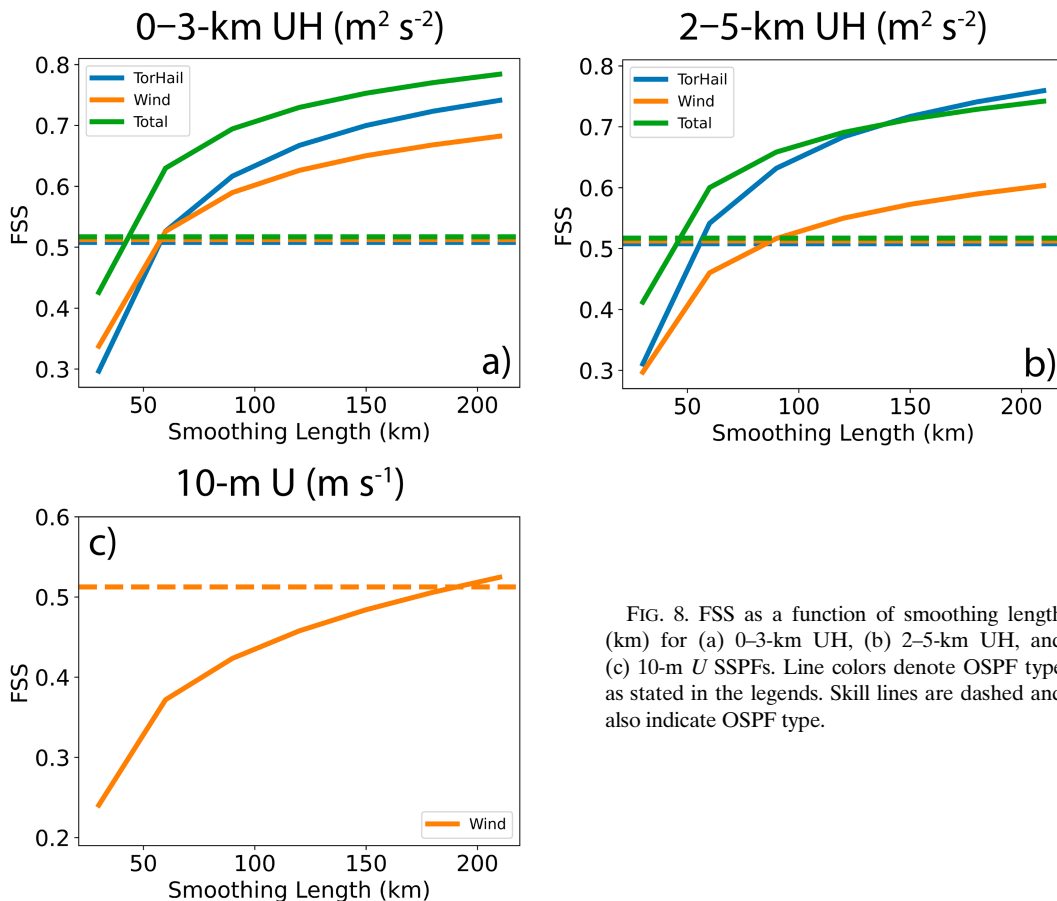 0−3-km UH (m² s⁻²)
0.8
0.7
0.6
0.5
0.4
0.3
FSS
TorHail
Wind
Total
a)
50
100
150
200
Smoothing Length (km)
2−5-km UH (m² s⁻²)
0.8
0.7
0.6
0.5
0.4
0.3
FSS
TorHail
Wind
Total
b)
50
100
150
200
Smoothing Length (km)
10-m U (m s⁻¹)
0.6
0.5
0.4
0.3
0.2
FSS
c)
Wind
50
100
150
200
Smoothing Length (km)
FIG. 8. FSS as a function of smoothing length
(km) for (a) 0–3-km UH, (b) 2–5-km UH, and
(c) 10-m U SSPFs. Line colors denote OSPF type
as stated in the legends. Skill lines are dashed and
also indicate OSPF type.